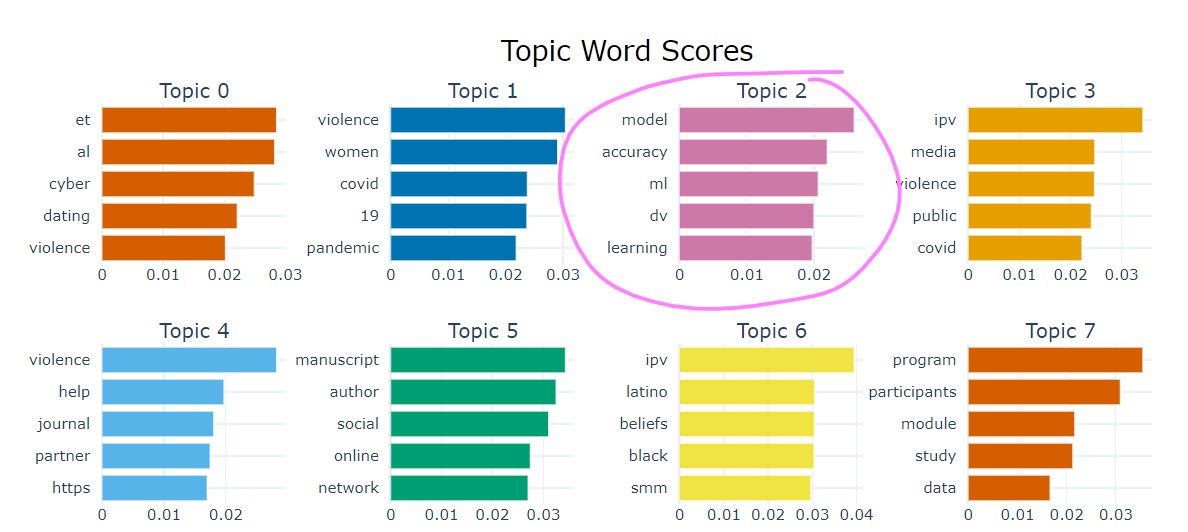 Topic Word Scores
Topic 0
et
al
cyber
dating
violence
0 0.01 0.02 0.03
Topic 1
violence
women
covid
19
pandemic
0 0.01 0.02 0.03
Topic 2
model
accuracy
ml
dv
learning
0 0.01 0.02
Topic 3
ipv
media
violence
public
covid
0 0.01 0.02 0.03
Topic 4
violence
help
journal
partner
https
0 0.01 0.02
Topic 5
manuscript
author
social
online
network
0 0.01 0.02 0.03
Topic 6
ipv
latino
beliefs
black
smm
0 0.01 0.02 0.03 0.04
Topic 7
program
participants
module
study
data
0 0.01 0.02 0.03